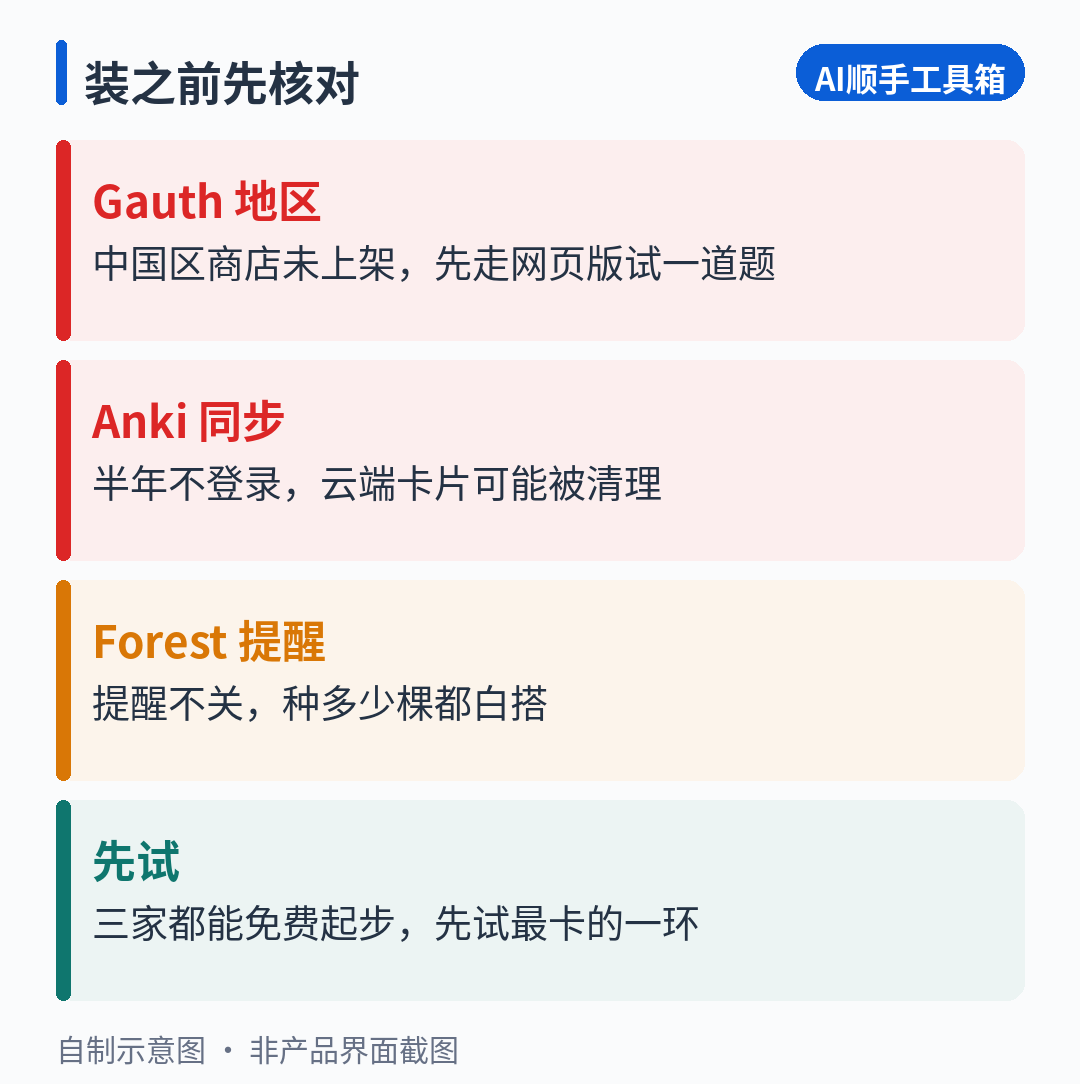 装之前先核对
AI顺手工具箱
Gauth 地区
中国区商店未上架，先走网页版试一道题
Anki 同步
半年不登录，云端卡片可能被清理
Forest 提醒
提醒不关，种多少棵都白搭
先试
三家都能免费起步，先试最卡的一环
自制示意图 · 非产品界面截图